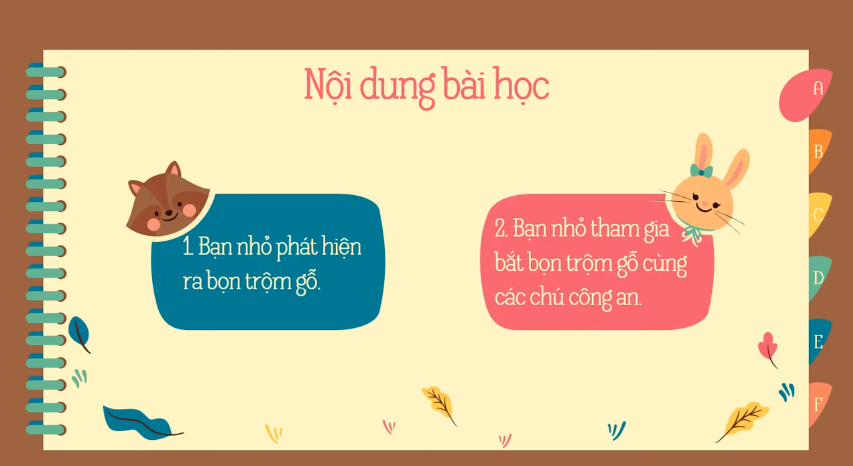 Nội dung bài học
1. Bạn nhỏ phát hiện
ra bọn trộm gỗ.
2. Bạn nhỏ tham gia
bắt bọn trộm gỗ cùng
các chú công an.
A
B
C
D
E
F